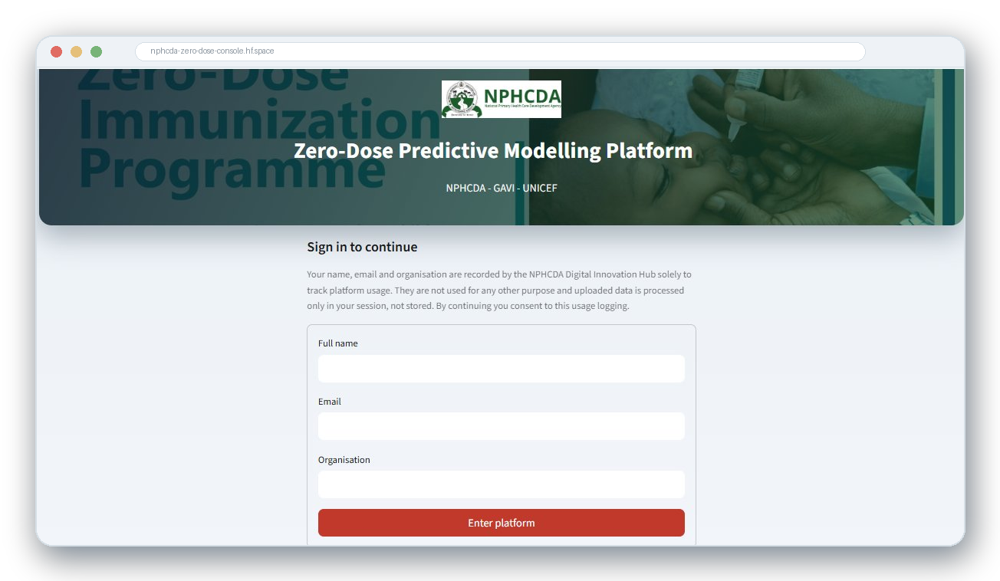 nphcda-zero-dose-console.hf.space
Zero-Dose
Immunization
Programme
NPHCDA
National Primary Health Care Development Agency
Zero-Dose Predictive Modelling Platform
NPHCDA - GAVI - UNICEF
Sign in to continue
Your name, email and organisation are recorded by the NPHCDA Digital Innovation Hub solely to
track platform usage. They are not used for any other purpose and uploaded data is processed
only in your session, not stored. By continuing you consent to this usage logging.
Full name
Email
Organisation
Enter platform